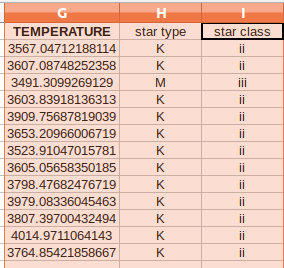 G H I
TEMPERATURE star type star class
3567.04712188114 K ii
3607.08748252358 K ii
3491.3099269129 M iii
3603.83918136313 K ii
3909.75687819039 K ii
3653.20966006719 K ii
3523.91047015781 K ii
3605.05658350185 K ii
3798.47682476719 K ii
3979.08336045463 K ii
3807.39700432494 K ii
4014.9711064143 K ii
3764.85421858667 K ii